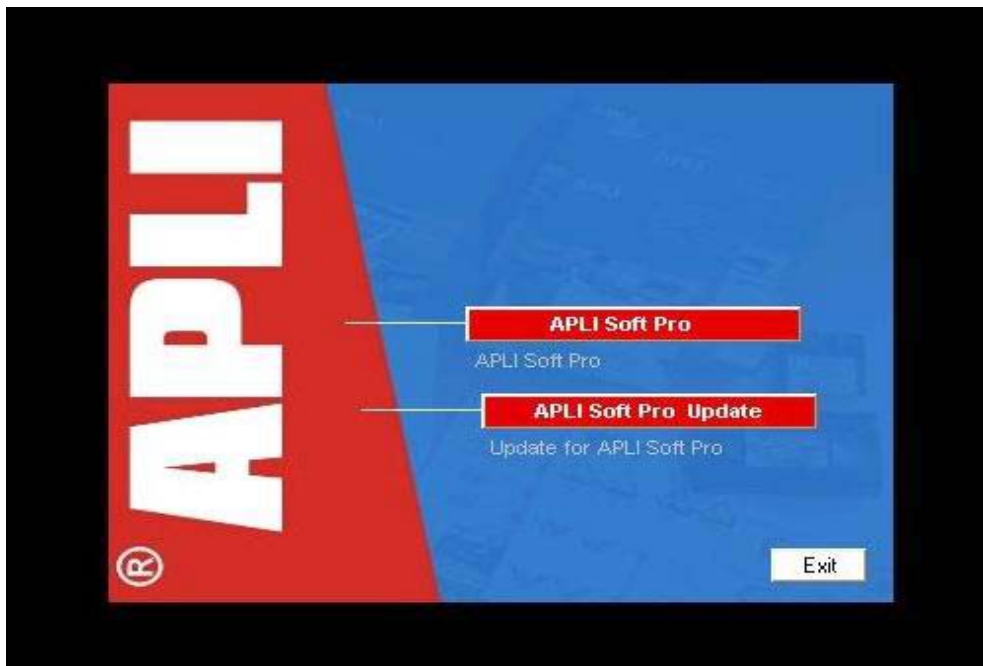 APLI
®
APLI Soft Pro
APLI Soft Pro
APLI Soft Pro Update
Update for APLI Soft Pro
Exit